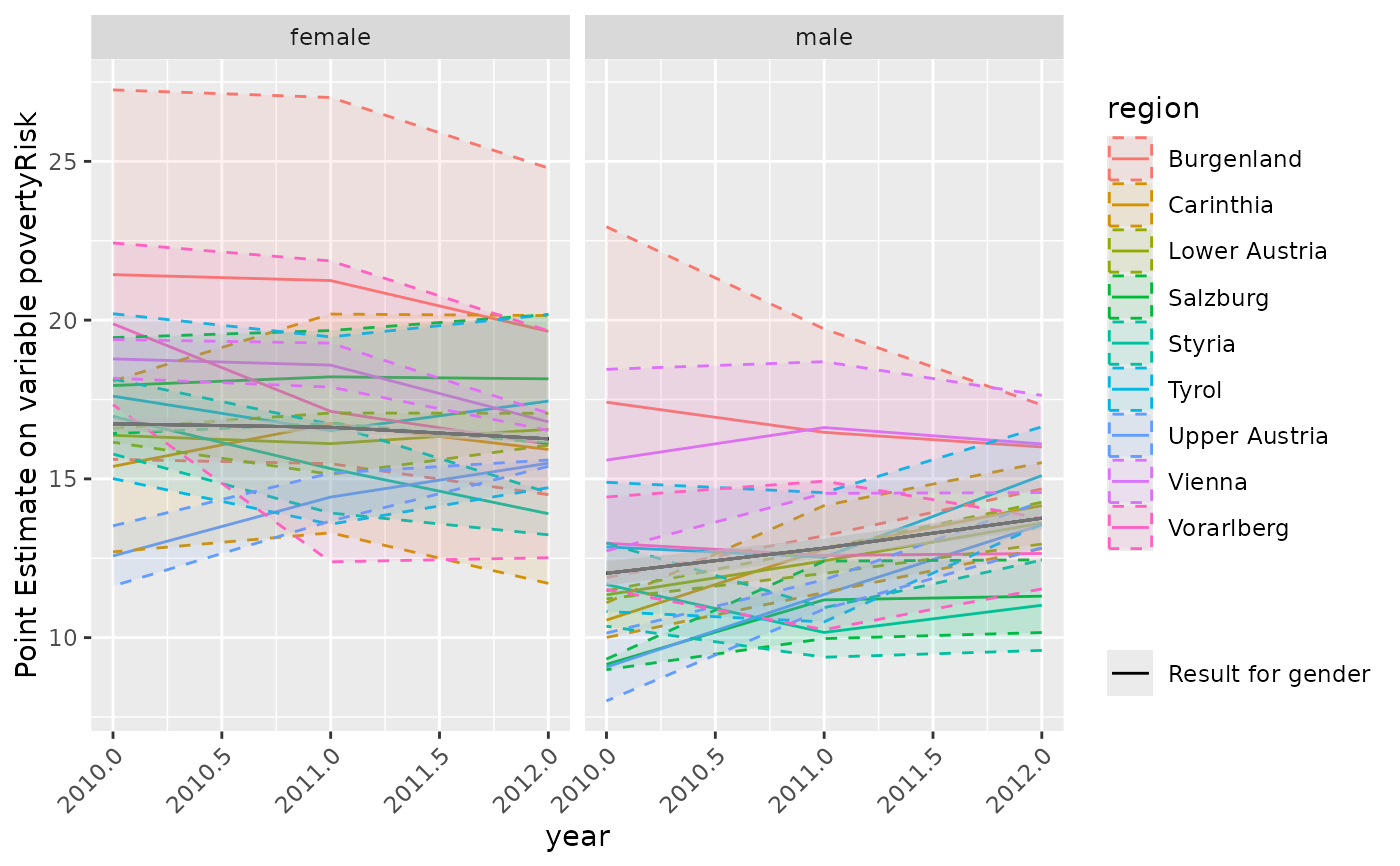 female
male
Point Estimate on variable povertyRisk
25
20
15
10
2010.0
2010.5
2011.0
2011.5
2012.0
2010.0
2010.5
2011.0
2011.5
2012.0
year
region
Burgenland
Carinthia
Lower Austria
Salzburg
Styria
Tyrol
Upper Austria
Vienna
Vorarlberg
Result for gender